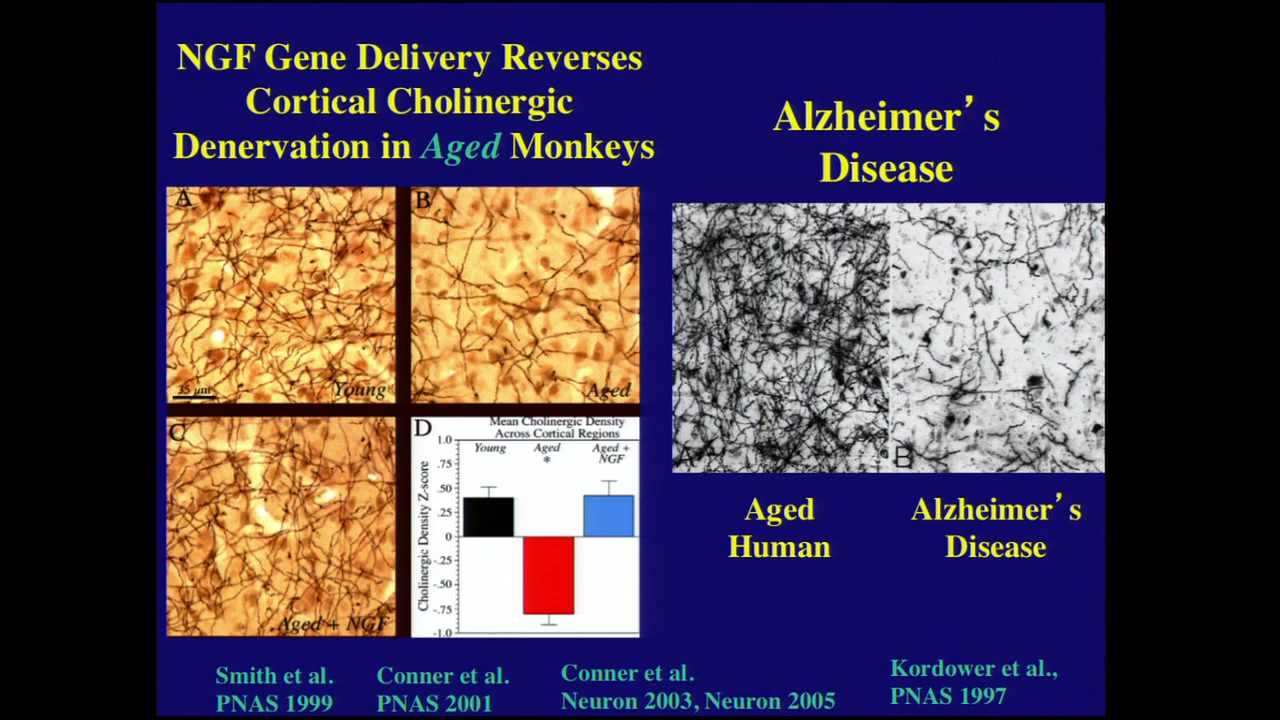 NGF Gene Delivery Reverses
Cortical Cholinergic
Denervation in Aged Monkeys
Alzheimer’s
Disease
A
B
35 μm
Young
Aged
C
Aged + NGF
D
Mean Cholinergic Density
Across Cortical Regions
Young
Aged
Aged +
NGF
*
Cholinergic Density Z-score
1.0
.75
.50
.25
0
-.25
-.50
-.75
-1.0
A
B
Aged
Human
Alzheimer’s
Disease
Smith et al.
PNAS 1999
Conner et al.
PNAS 2001
Conner et al.
Neuron 2003, Neuron 2005
Kordower et al.,
PNAS 1997